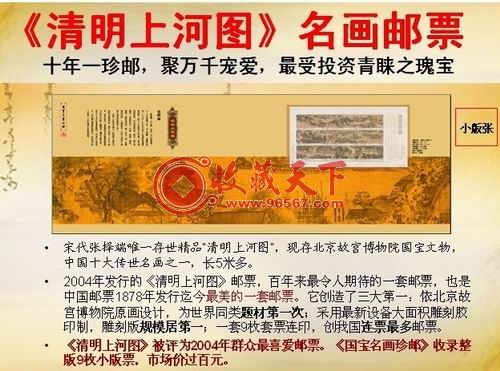 《清明上河图》名画邮票
十年一珍邮，聚万千宠爱，最受投资青睐之瑰宝
小版张
收藏天下
www.96567.com
• 宋代张择端唯一存世精品"清明上河图"，现存北京故宫博物院国宝文物，
中国十大传世名画之一，长5米多。
• 2004年发行的《清明上河图》邮票，百年来最令人期待的一套邮票，也是
中国邮票1878年发行迄今最美的一套邮票。它创造了三大第一：依北京故
宫博物院原画设计，为世界同类题材第一次；采用最新设备大面积雕刻胶
印制，雕刻版规模居第一；一套9枚套票连印，创我国连票最多邮票。
• 《清明上河图》被评为2004年群众最喜爱邮票。《国宝名画珍邮》收录整
版9枚小版票，市场价过百元。